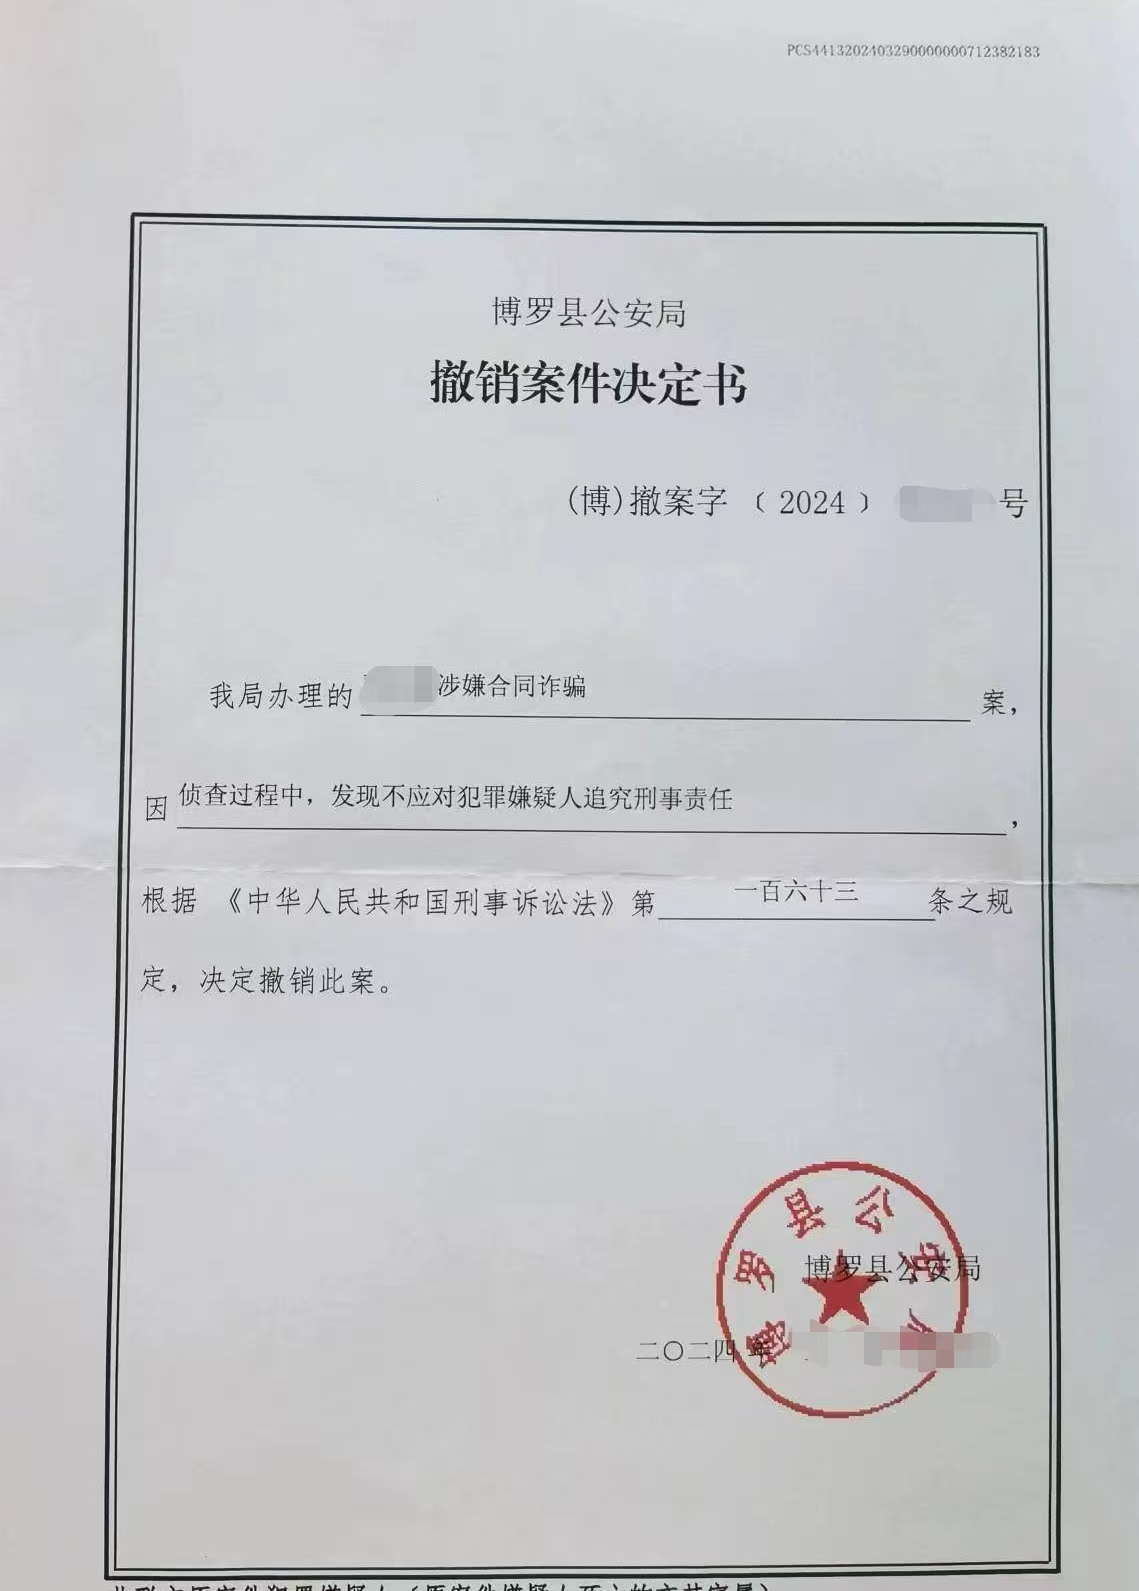 PCS441320240329000000712382183
博罗县公安局
撤销案件决定书
(博)撤案字﹝2024﹞ 号
我局办理的 涉嫌合同诈骗 案,
因 侦查过程中，发现不应对犯罪嫌疑人追究刑事责任 ,
根据 《中华人民共和国刑事诉讼法》第 一百六十三 条之规
定，决定撤销此案。
博罗县公安局
博罗县公安局
二〇二四 年